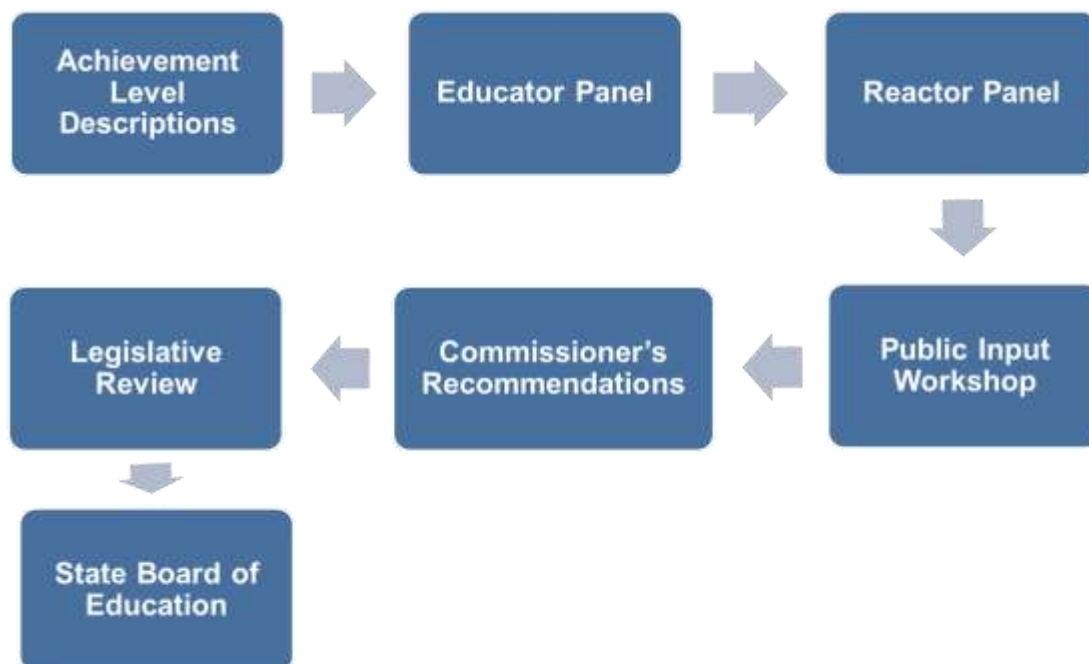 Achievement
Level
Descriptions
Educator Panel
Reactor Panel
Public Input
Workshop
Commissioner’s
Recommendations
Legislative
Review
State Board of
Education